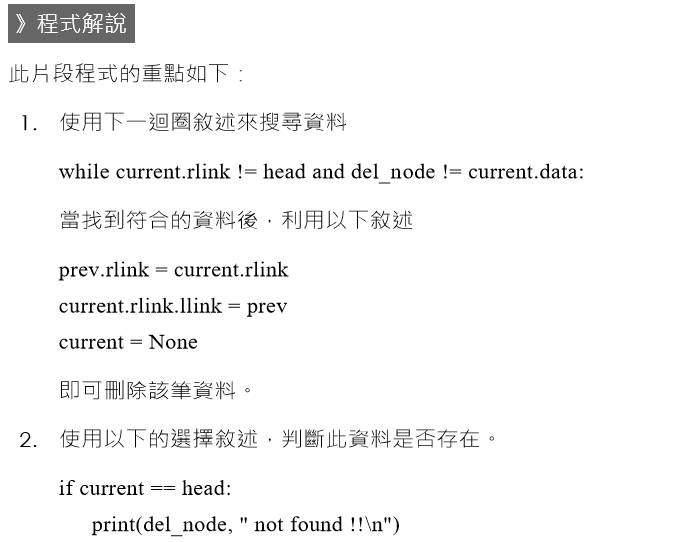 》程式解說
此片段程式的重點如下：
1. 使用下一迴圈敘述來搜尋資料
while current.rlink != head and del_node != current.data:
當找到符合的資料後，利用以下敘述
prev.rlink = current.rlink
current.rlink.llink = prev
current = None
即可刪除該筆資料。
2. 使用以下的選擇敘述，判斷此資料是否存在。
if current == head:
print(del_node, " not found !!\n")